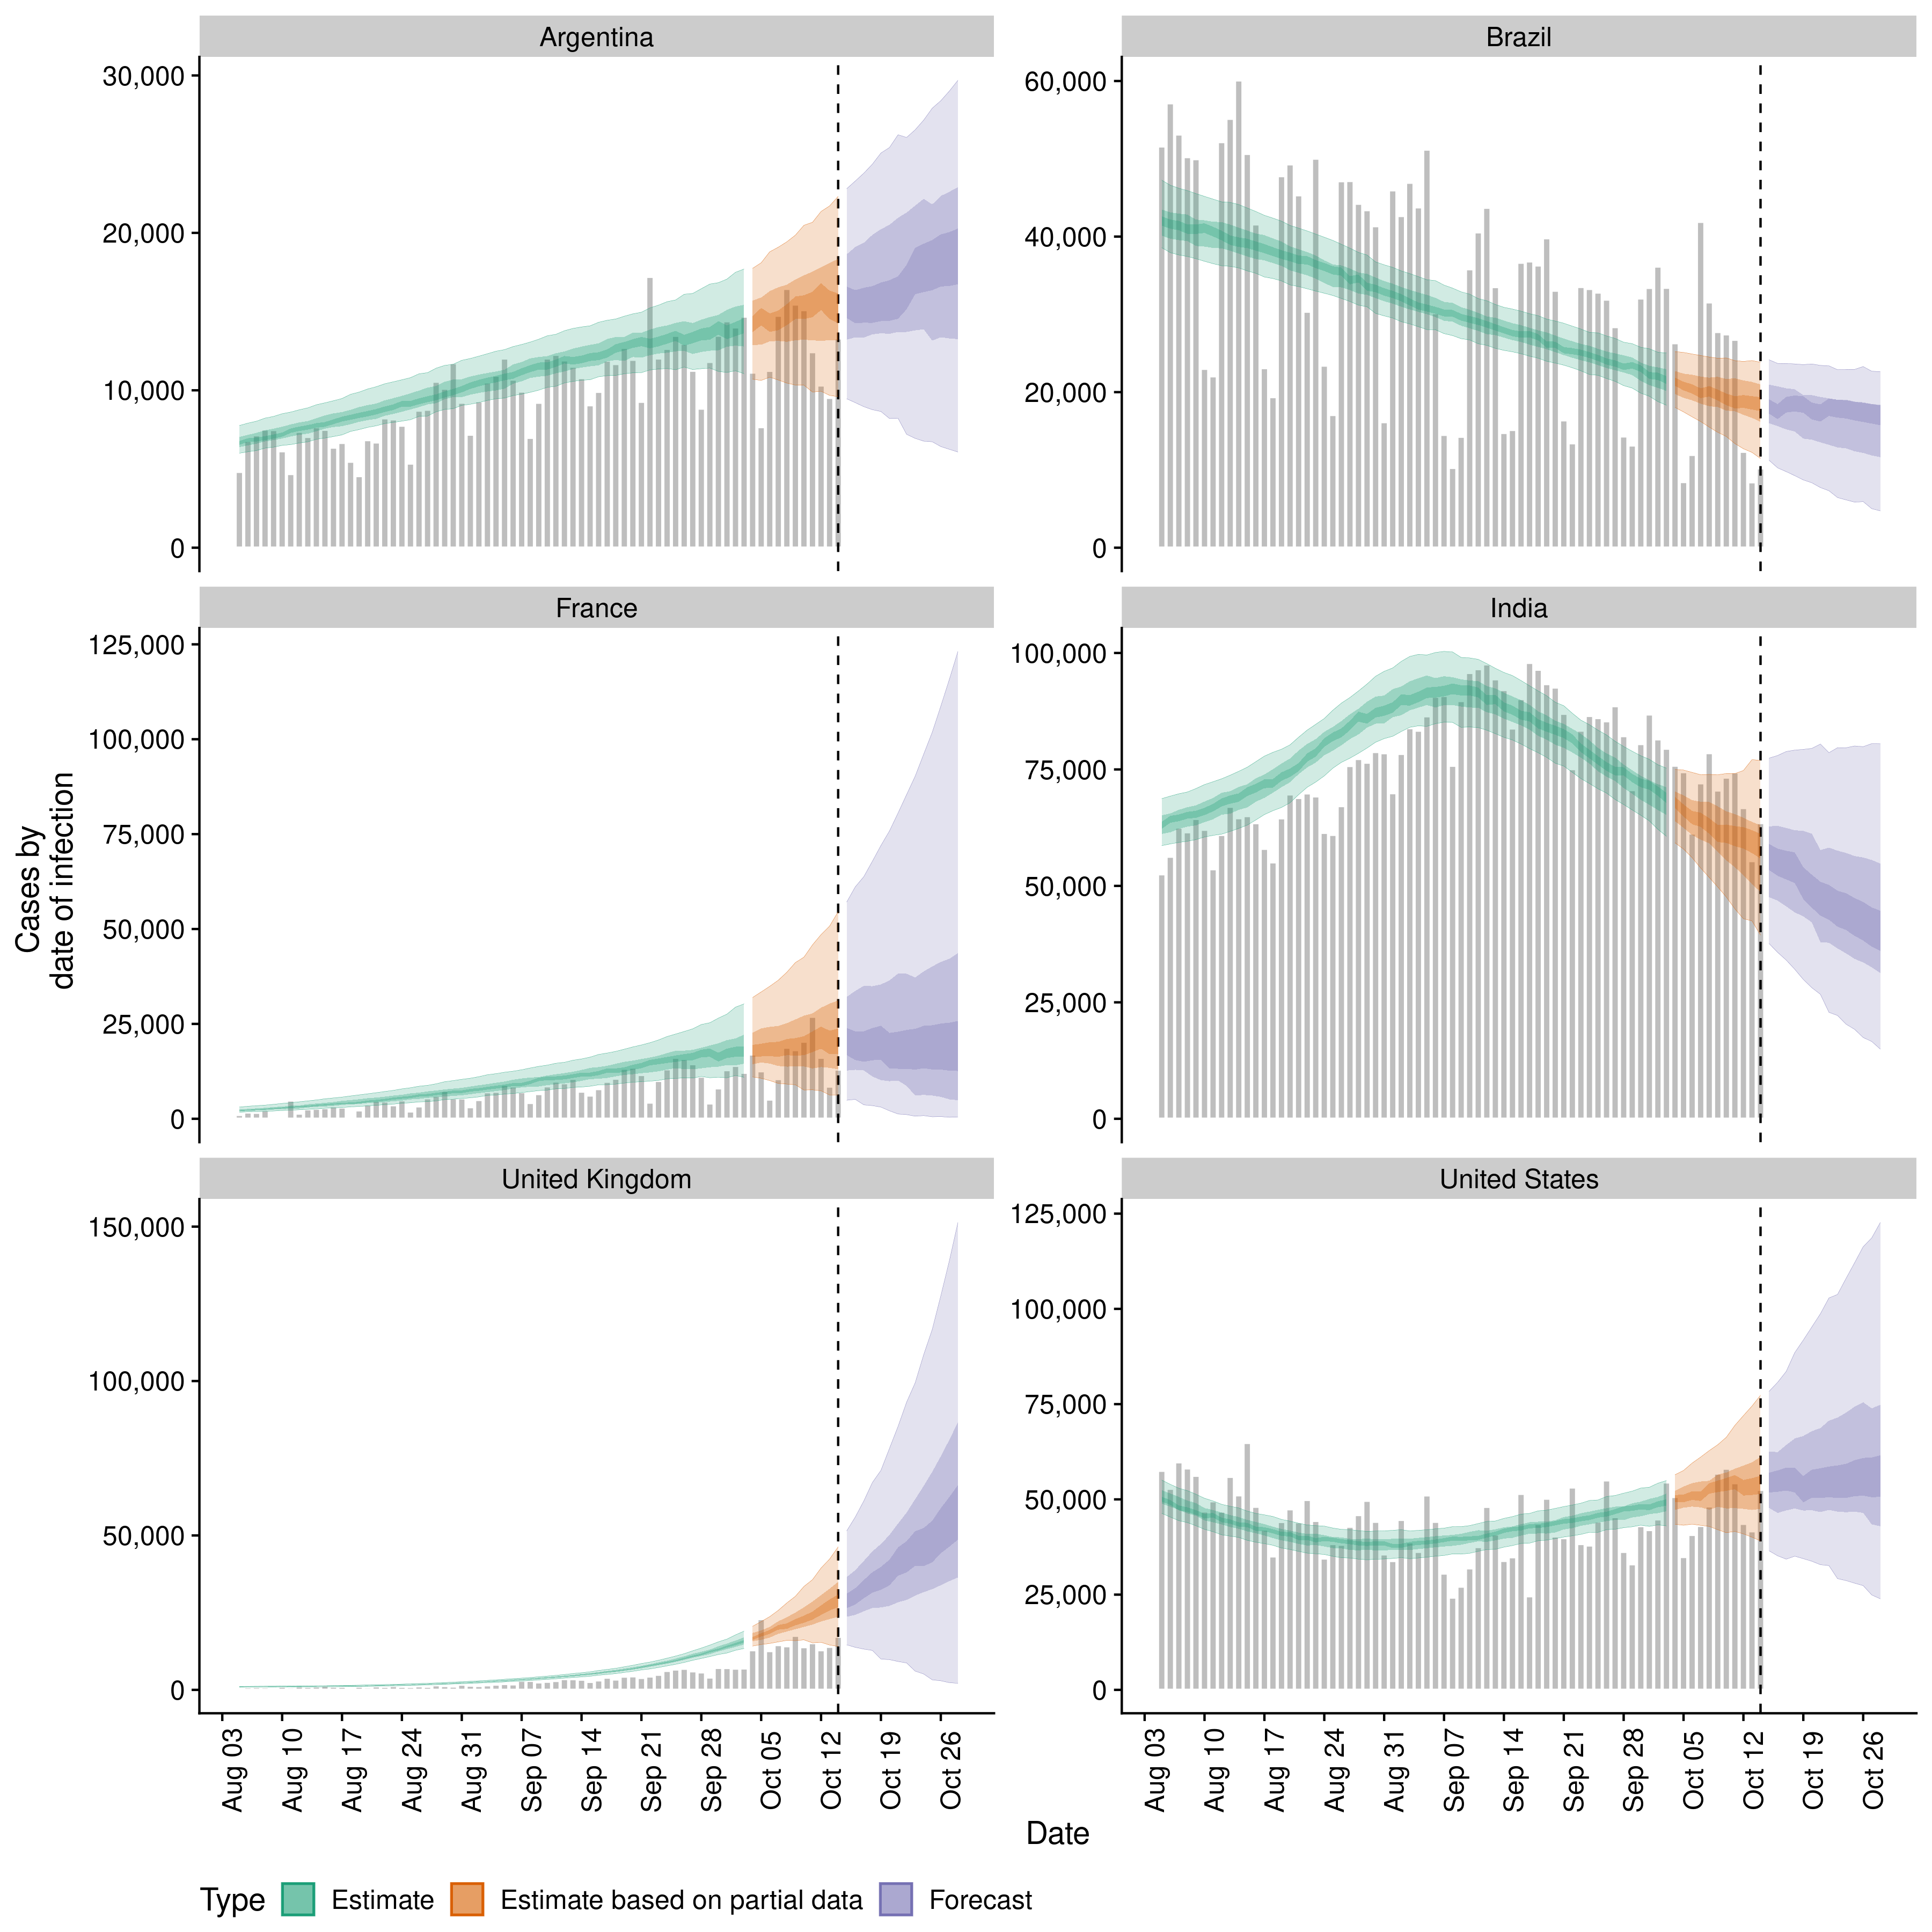 Argentina
Brazil
30,000
20,000
10,000
0
60,000
40,000
20,000
0
France
India
125,000
100,000
75,000
50,000
25,000
0
100,000
75,000
50,000
25,000
0
United Kingdom
United States
150,000
100,000
50,000
0
125,000
100,000
75,000
50,000
25,000
0
Cases by
date of infection
Aug 03
Aug 10
Aug 17
Aug 24
Aug 31
Sep 07
Sep 14
Sep 21
Sep 28
Oct 05
Oct 12
Oct 19
Oct 26
Aug 03
Aug 10
Aug 17
Aug 24
Aug 31
Sep 07
Sep 14
Sep 21
Sep 28
Oct 05
Oct 12
Oct 19
Oct 26
Date
Type Estimate Estimate based on partial data Forecast